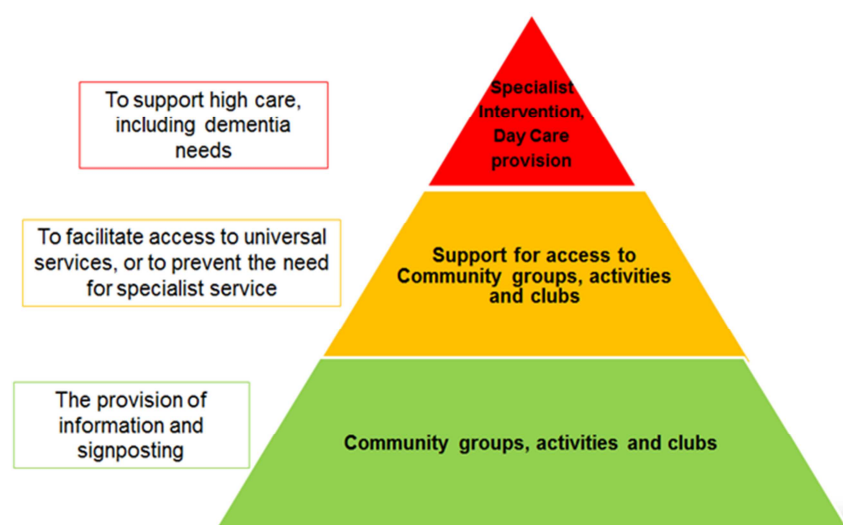 To support high care,
including dementia
needs
Specialist
Intervention,
Day Care
provision
To facilitate access to universal
services, or to prevent the need
for specialist service
Support for access to
Community groups, activities
and clubs
The provision of
information and
signposting
Community groups, activities and clubs